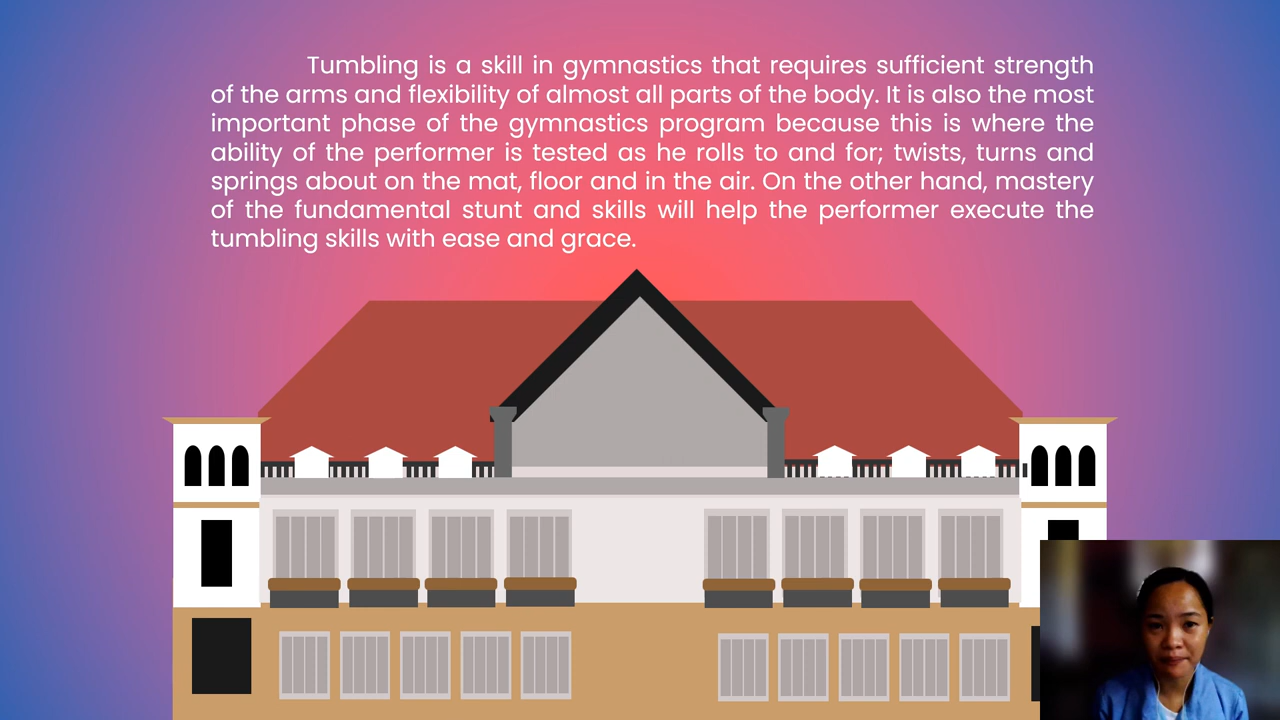 Tumbling is a skill in gymnastics that requires sufficient strength
of the arms and flexibility of almost all parts of the body. It is also the most
important phase of the gymnastics program because this is where the
ability of the performer is tested as he rolls to and for; twists, turns and
springs about on the mat, floor and in the air. On the other hand, mastery
of the fundamental stunt and skills will help the performer execute the
tumbling skills with ease and grace.